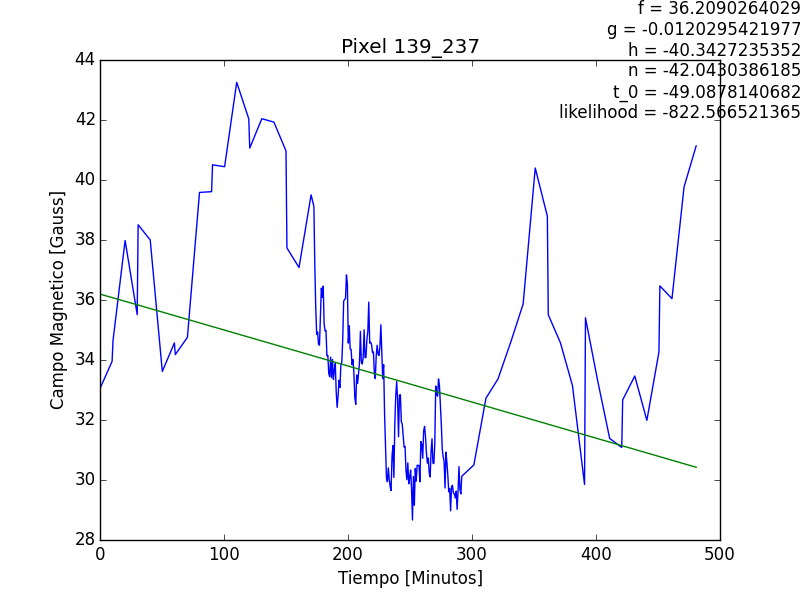 f = 36.2090264029
g = -0.0120295421977
h = -40.3427235352
n = -42.0430386185
t_0 = -49.0878140682
likelihood = -822.566521365
Pixel 139_237
44
42
40
38
36
34
32
30
28
Campo Magnetico [Gauss]
0
100
200
300
400
500
Tiempo [Minutos]